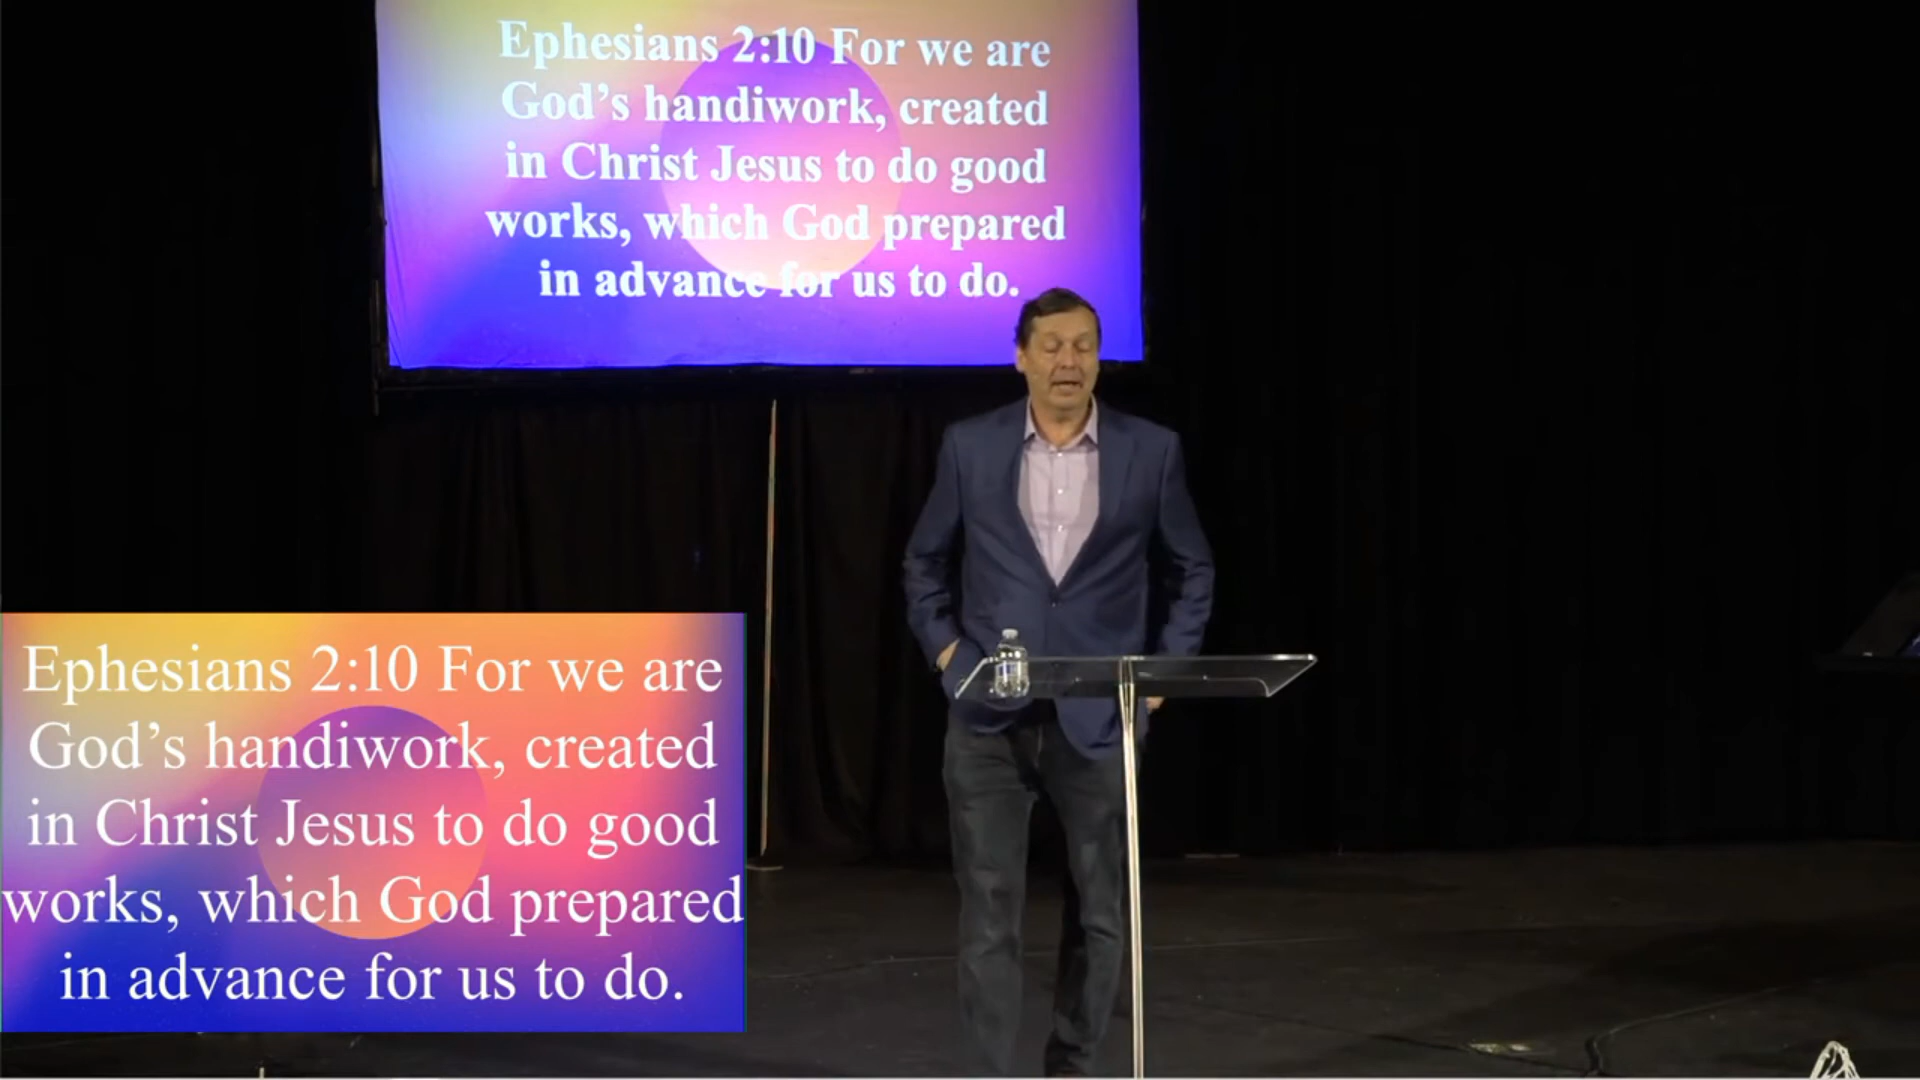 Ephesians 2:10 For we are
God’s handiwork, created
in Christ Jesus to do good
works, which God prepared
in advance for us to do.
Ephesians 2:10 For we are
God’s handiwork, created
in Christ Jesus to do good
works, which God prepared
in advance for us to do.